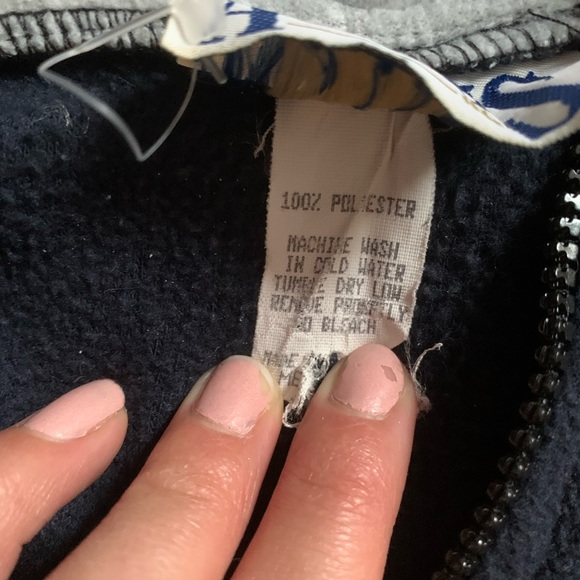 100% POLYESTER
MACHINE WASH
IN COLD WATER
TUMBLE DRY LOW
REMOVE PROMPTLY
NO BLEACH
MADE